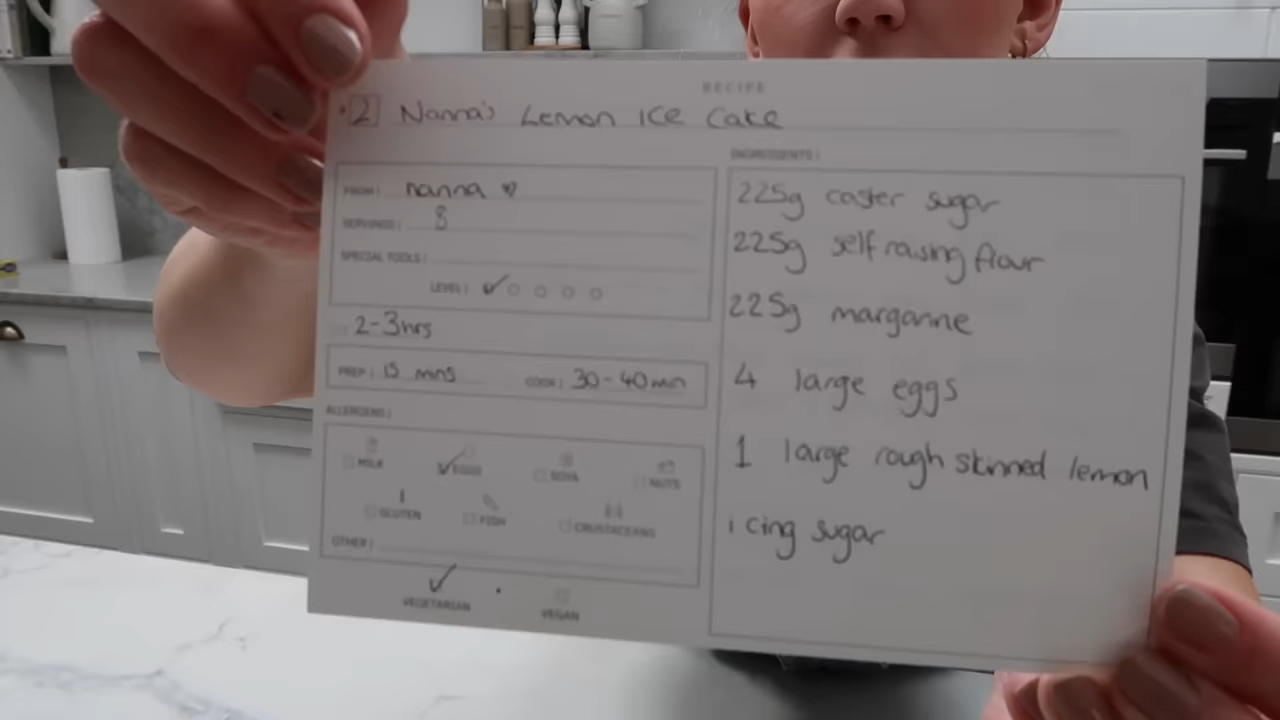 RECIPE
2 Nanna's Lemon Ice Cake
FROM | nanna ♡
SERVINGS | 8
SPECIAL TOOLS |
LEVEL |
2-3hrs
PREP | 15 mins COOK | 30-40min
ALLERGENS |
MILK EGGS SOYA NUTS
GLUTEN FISH CRUSTACEANS
OTHER |
VEGETARIAN VEGAN
INGREDIENTS |
225g caster sugar
225g self raising flour
225g margarine
4 large eggs
1 large rough skinned lemon
icing sugar